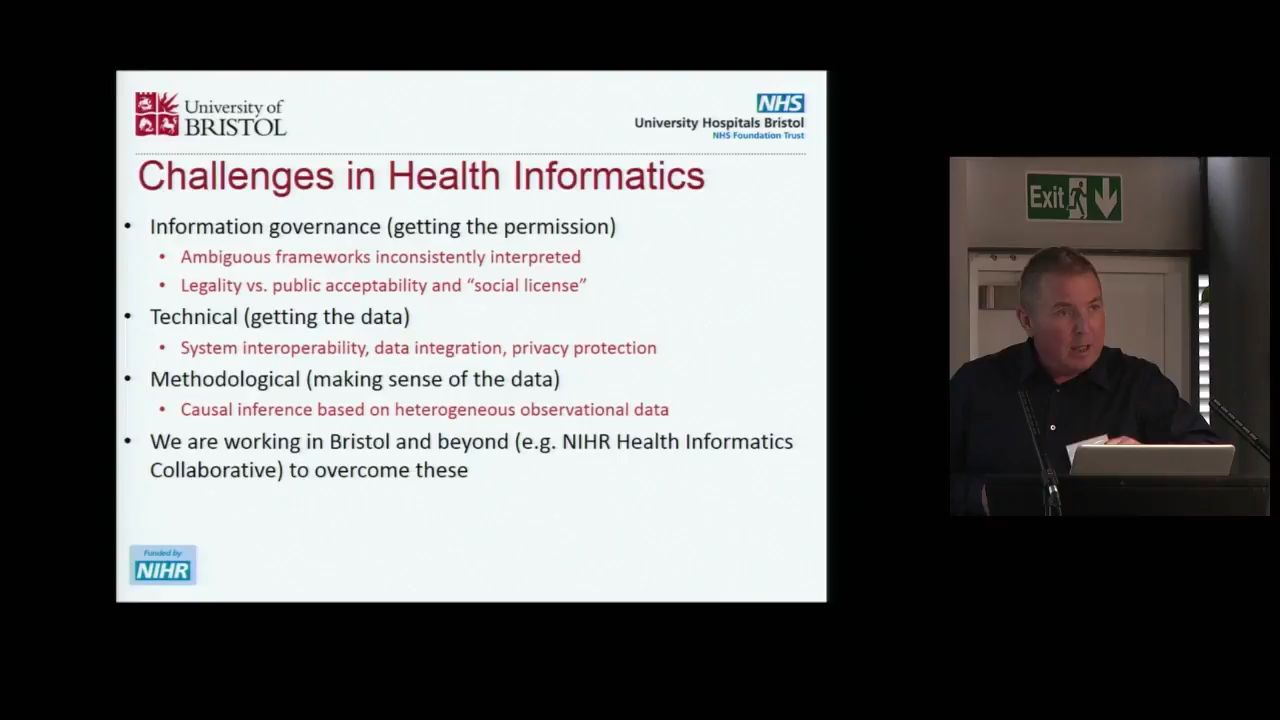 University of
BRISTOL
NHS
University Hospitals Bristol
NHS Foundation Trust
Challenges in Health Informatics
• Information governance (getting the permission)
• Ambiguous frameworks inconsistently interpreted
• Legality vs. public acceptability and “social license”
• Technical (getting the data)
• System interoperability, data integration, privacy protection
• Methodological (making sense of the data)
• Causal inference based on heterogeneous observational data
• We are working in Bristol and beyond (e.g. NIHR Health Informatics
Collaborative) to overcome these
Funded by
NIHR
Exit